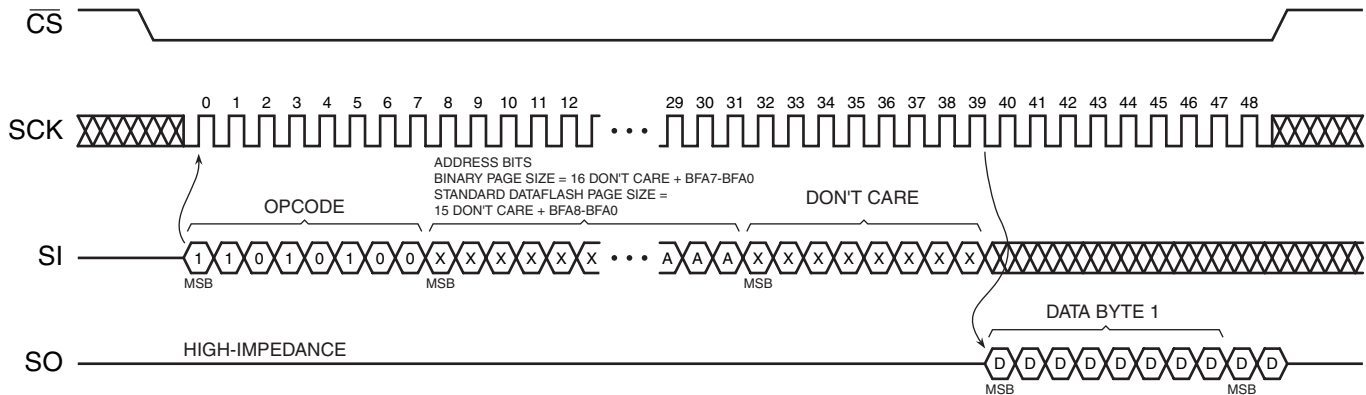 CS
SCK
0 1 2 3 4 5 6 7 8 9 10 11 12 29 30 31 32 33 34 35 36 37 38 39 40 41 42 43 44 45 46 47 48
ADDRESS BITS
BINARY PAGE SIZE = 16 DON'T CARE + BFA7-BFA0
STANDARD DATAFLASH PAGE SIZE =
15 DON'T CARE + BFA8-BFA0
OPCODE
DON'T CARE
SI
1 1 0 1 0 1 0 0 X X X X X X A A A X X X X X X X X
MSB MSB MSB
DATA BYTE 1
HIGH-IMPEDANCE
SO
D D D D D D D D D D
MSB MSB